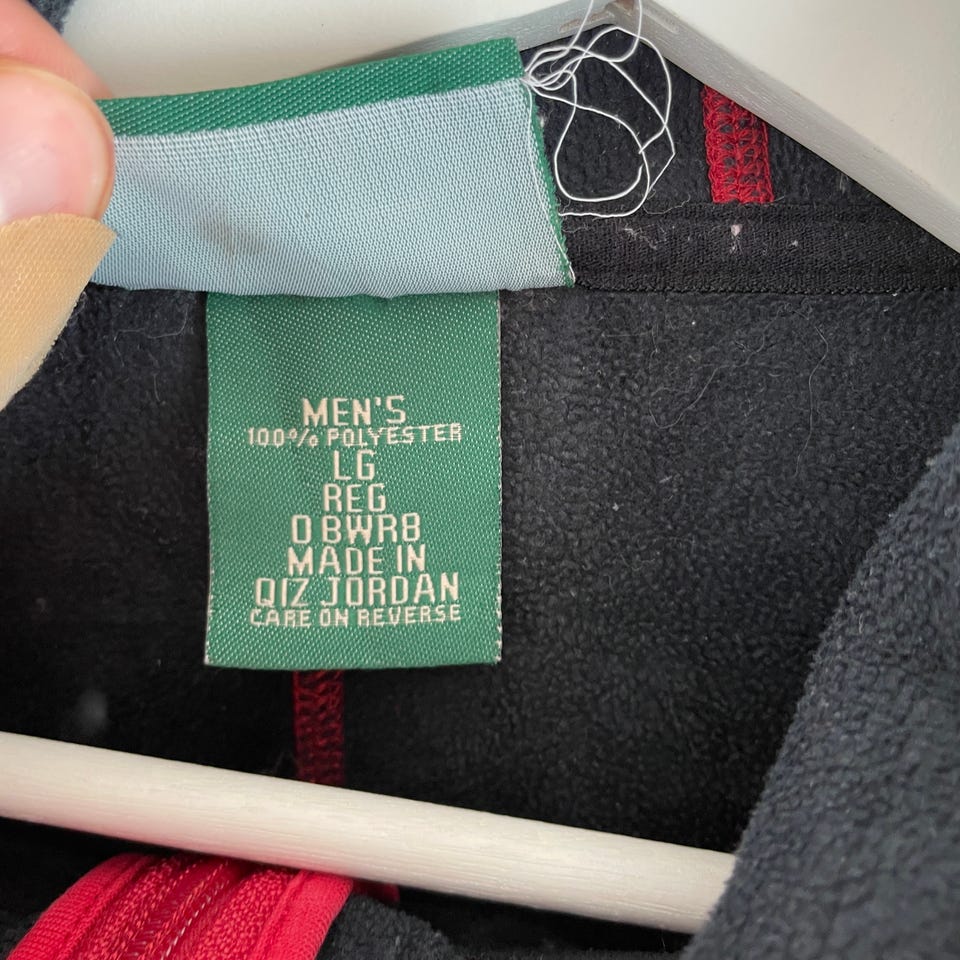 MEN'S
100% POLYESTER
LG
REG
0 BWR8
MADE IN
QIZ JORDAN
CARE ON REVERSE